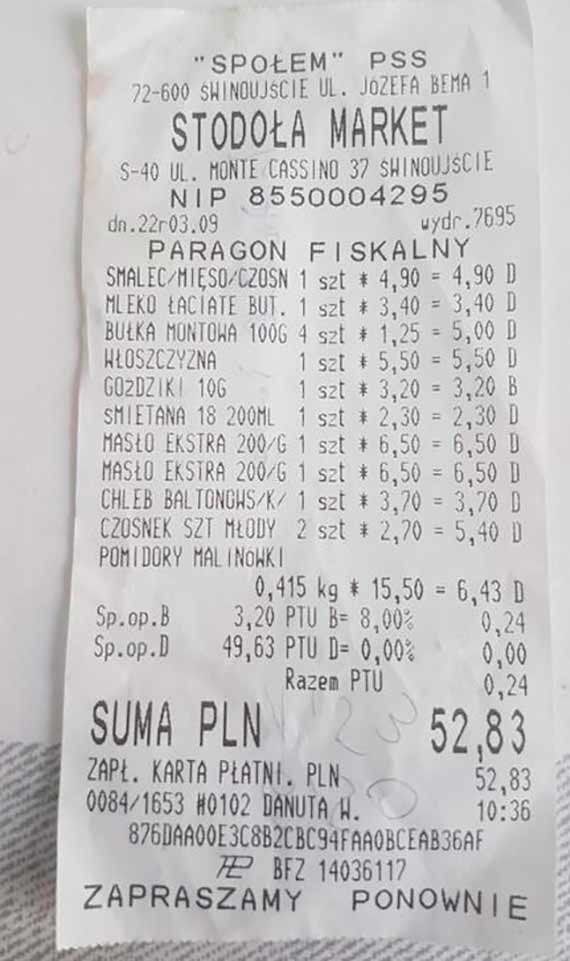 "SPOŁEM" PSS
72-600 ŚWINOUJŚCIE UL. JÓZEFA BEMA 1
STODOŁA MARKET
S-40 UL. MONTE CASSINO 37 ŚWINOUJŚCIE
NIP 8550004295
dn.22r03.09 wydr.7695
PARAGON FISKALNY
SMALEC/MIĘSO/CZOSN 1 szt * 4,90 = 4,90 D
MLEKO ŁACIATE BUT. 1 szt * 3,40 = 3,40 D
BUŁKA MONTOWA 100G 4 szt * 1,25 = 5,00 D
WŁOSZCZYZNA 1 szt * 5,50 = 5,50 D
GOŹDZIKI 10G 1 szt * 3,20 = 3,20 B
ŚMIETANA 18 200ML 1 szt * 2,30 = 2,30 D
MASŁO EKSTRA 200/G 1 szt * 6,50 = 6,50 D
MASŁO EKSTRA 200/G 1 szt * 6,50 = 6,50 D
CHLEB BALTONOWS/K/ 1 szt * 3,70 = 3,70 D
CZOSNEK SZT MŁODY 2 szt * 2,70 = 5,40 D
POMIDORY MALINÓWKI
0,415 kg * 15,50 = 6,43 D
Sp.op.B 3,20 PTU B= 8,00% 0,24
Sp.op.D 49,63 PTU D= 0,00% 0,00
Razem PTU 0,24
SUMA PLN 52,83
ZAPŁ. KARTA PŁATNI. PLN 52,83
0084/1653 #0102 DANUTA W. 10:36
876DAA00E3C8B2CBC94FAA0BCEAB36AF
BFZ 14036117
ZAPRASZAMY PONOWNIE